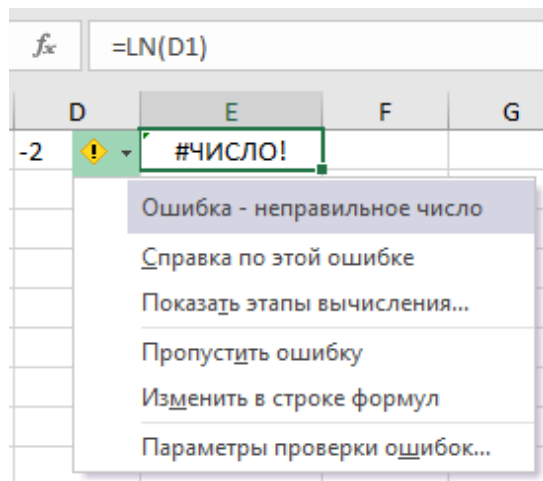 fx =LN(D1)
D E F G
-2 #ЧИСЛО!
Ошибка - неправильное число
Справка по этой ошибке
Показать этапы вычисления...
Пропустить ошибку
Изменить в строке формул
Параметры проверки ошибок...